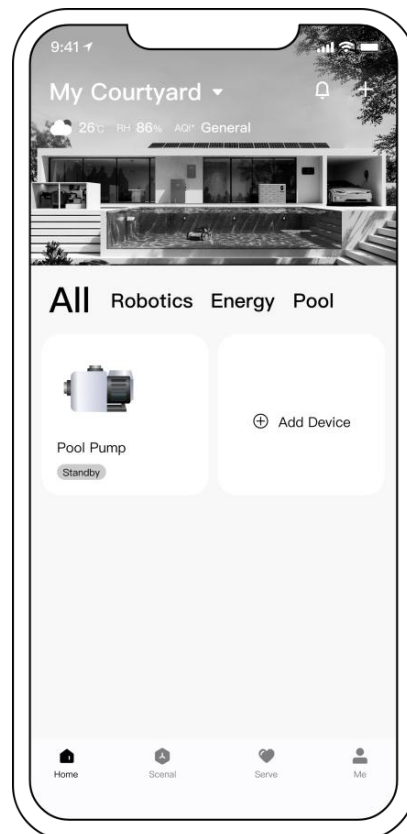 9:41
My Courtyard
26℃ RH 86% AQI* General
All Robotics Energy Pool
Pool Pump
Standby
Add Device
Home Scenal Serve Me